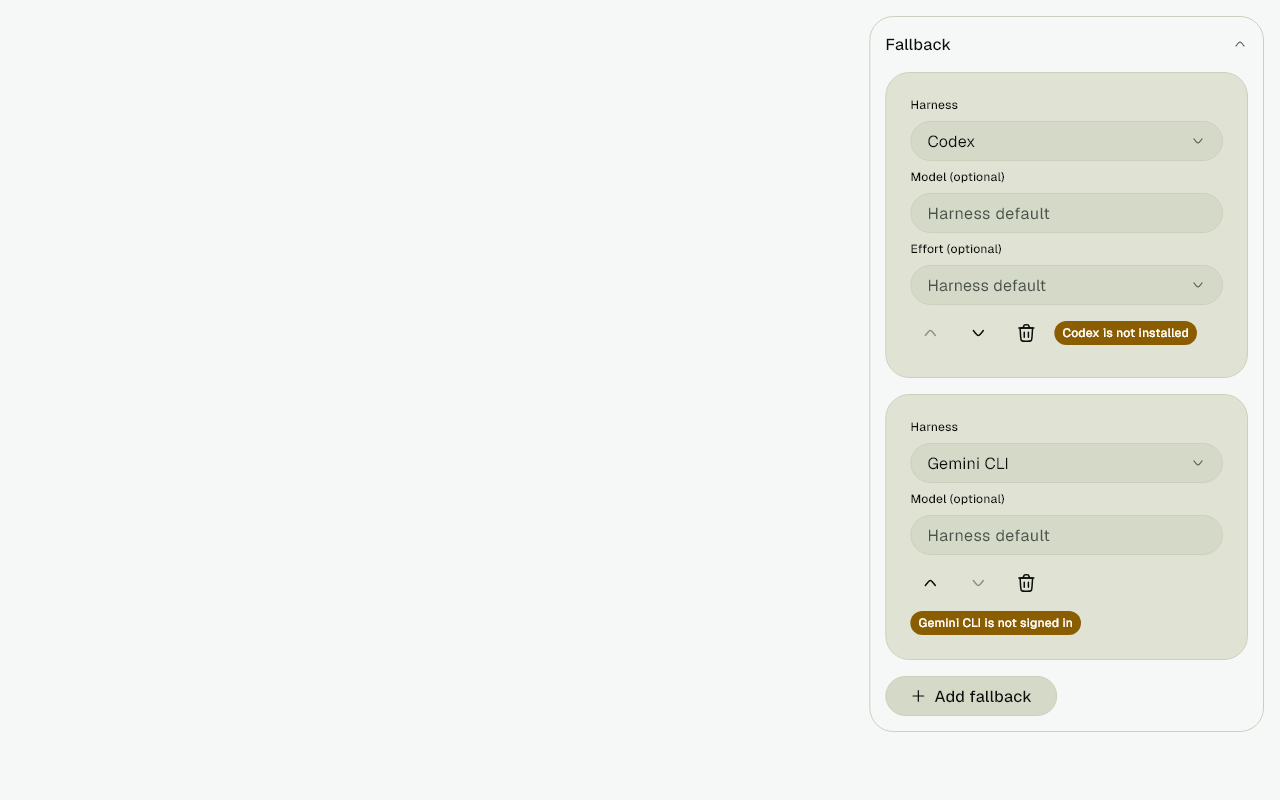 Fallback
Harness
Codex
Model (optional)
Harness default
Effort (optional)
Harness default
Codex is not installed
Harness
Gemini CLI
Model (optional)
Harness default
Gemini CLI is not signed in
Add fallback